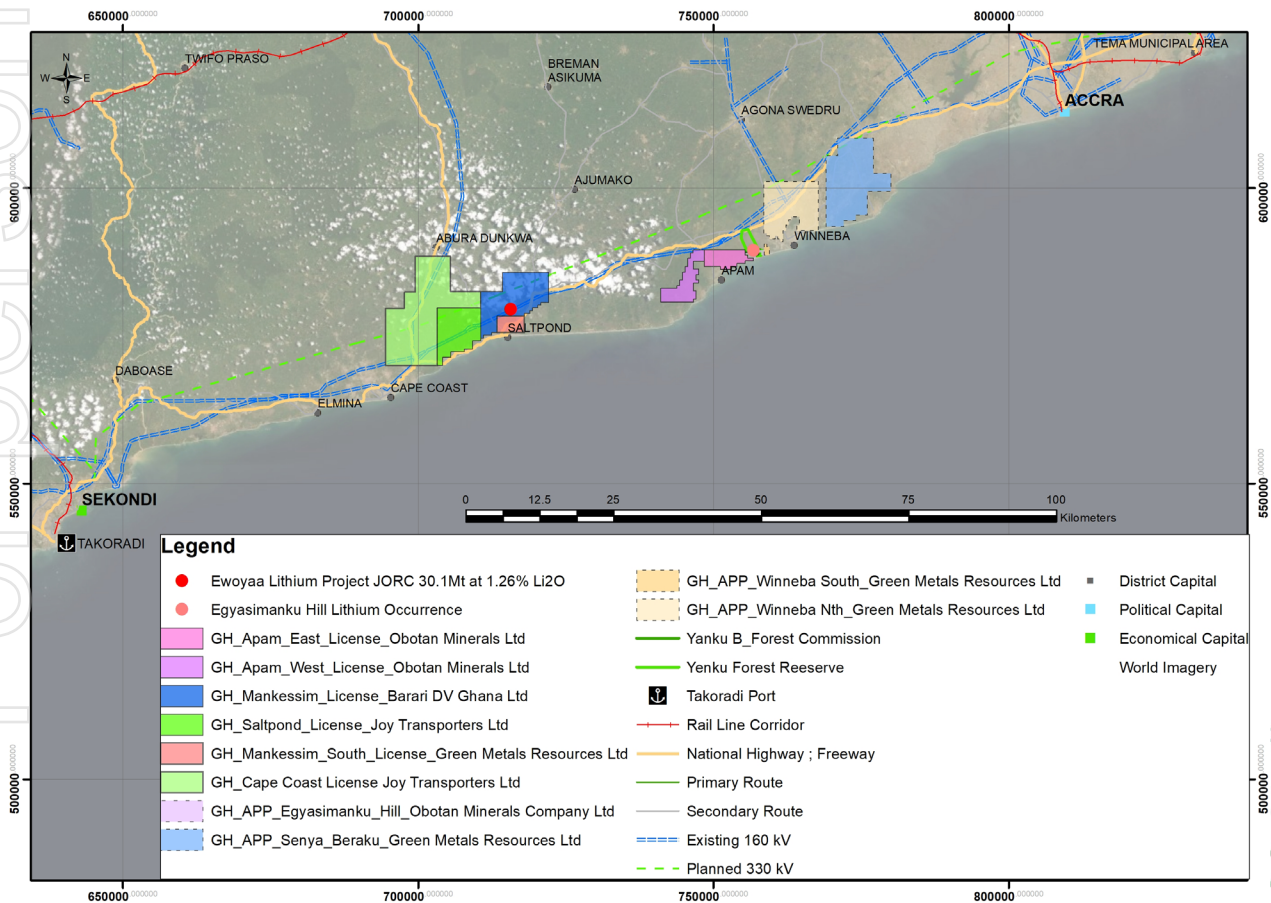 650000.000000 700000.000000 750000.000000 800000.000000
TEMA MUNICIPAL AREA
TWIFO PRASO
BREMAN
ASIKUMA
N
W E
S
ACCRA
AGONA SWEDRU
AJUMAKO
600000.000000 600000.000000
ABURA DUNKWA
WINNEBA
APAM
SALTPOND
DABOASE
CAPE COAST
ELMINA
550000.000000 550000.000000
SEKONDI
0 12.5 25 50 75 100
Kilometers
TAKORADI
Legend
Ewoyaa Lithium Project JORC 30.1Mt at 1.26% Li2O
Egyasimanku Hill Lithium Occurrence
GH_Apam_East_License_Obotan Minerals Ltd
GH_Apam_West_License_Obotan Minerals Ltd
GH_Mankessim_License_Barari DV Ghana Ltd
GH_Saltpond_License_Joy Transporters Ltd
GH_Mankessim_South_License_Green Metals Resources Ltd
GH_Cape Coast License Joy Transporters Ltd
GH_APP_Egyasimanku_Hill_Obotan Minerals Company Ltd
GH_APP_Senya_Beraku_Green Metals Resources Ltd
GH_APP_Winneba South_Green Metals Resources Ltd
GH_APP_Winneba Nth_Green Metals Resources Ltd
Yanku B_Forest Commission
Yenku Forest Reeserve
Takoradi Port
Rail Line Corridor
National Highway ; Freeway
Primary Route
Secondary Route
Existing 160 kV
Planned 330 kV
District Capital
Political Capital
Economical Capital
World Imagery
500000.000000 500000.000000
650000.000000 700000.000000 750000.000000 800000.000000